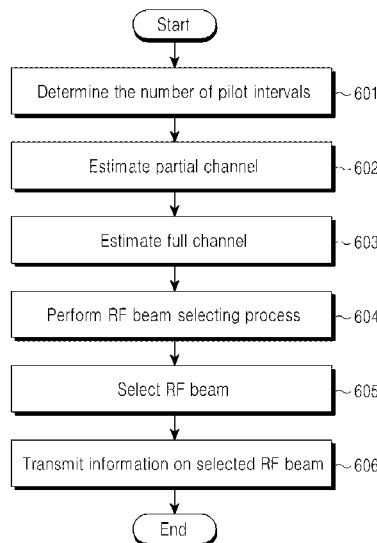 Start
Determine the number of pilot intervals 601
Estimate partial channel 602
Estimate full channel 603
Perform RF beam selecting process 604
Select RF beam 605
Transmit information on selected RF beam 606
End